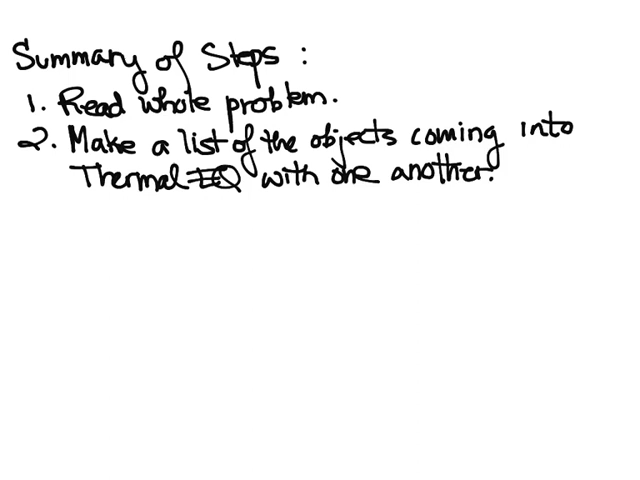 Summary of Steps :
1. Read whole problem.
2. Make a list of the objects coming into
Thermal EQ with one another.